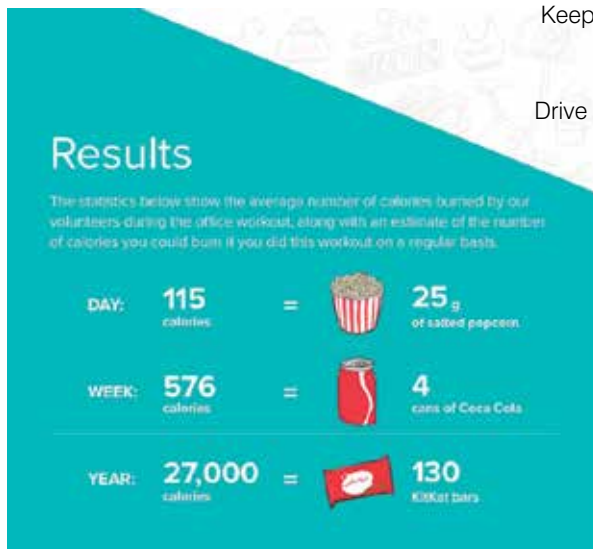 Keep
Drive
Results
The statistics below show the average number of calories burned by our
volunteers during the office workout, along with an estimate of the number
of calories you could burn if you did this workout on a regular basis.
DAY: 115 calories = 25g of salted popcorn
WEEK: 576 calories = 4 cans of Coca Cola
YEAR: 27,000 calories = 130 KitKat bars